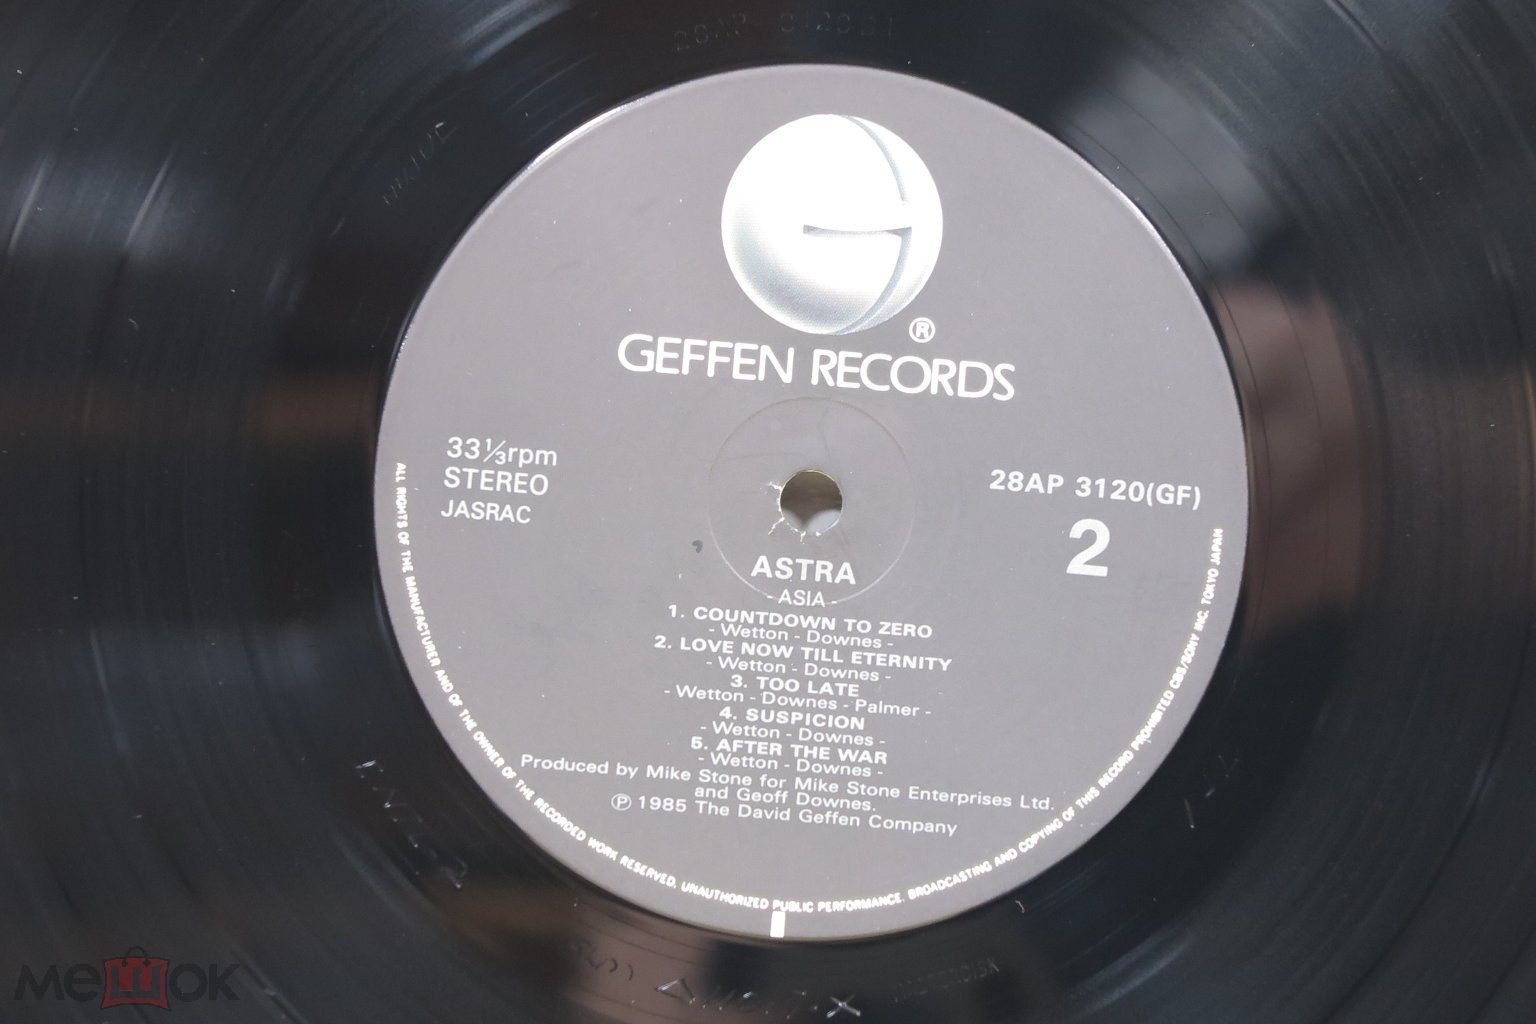 ®
GEFFEN RECORDS
33⅓rpm
STEREO
JASRAC
28AP 3120(GF)
2
ASTRA
- ASIA -
1. COUNTDOWN TO ZERO
- Wetton - Downes -
2. LOVE NOW TILL ETERNITY
- Wetton - Downes -
3. TOO LATE
- Wetton - Downes - Palmer -
4. SUSPICION
- Wetton - Downes -
5. AFTER THE WAR
- Wetton - Downes -
Produced by Mike Stone for Mike Stone Enterprises Ltd.
and Geoff Downes.
℗ 1985 The David Geffen Company
ALL RIGHTS OF THE MANUFACTURER AND OF THE OWNER OF THE RECORDED WORK RESERVED. UNAUTHORIZED PUBLIC PERFORMANCE. BROADCASTING AND COPYING OF THIS RECORD PROHIBITED CBS/SONY INC. TOKYO JAPAN
мешок